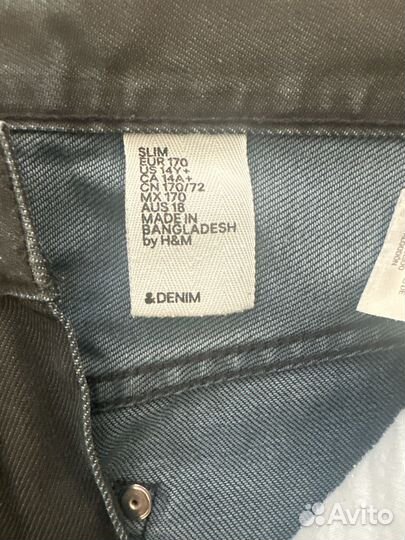 SLIM
EUR 170
US 14Y+
CA 14A+
CN 170/72
MX 170
AUS 18
MADE IN
BANGLADESH
by H&M
&DENIM
Avito